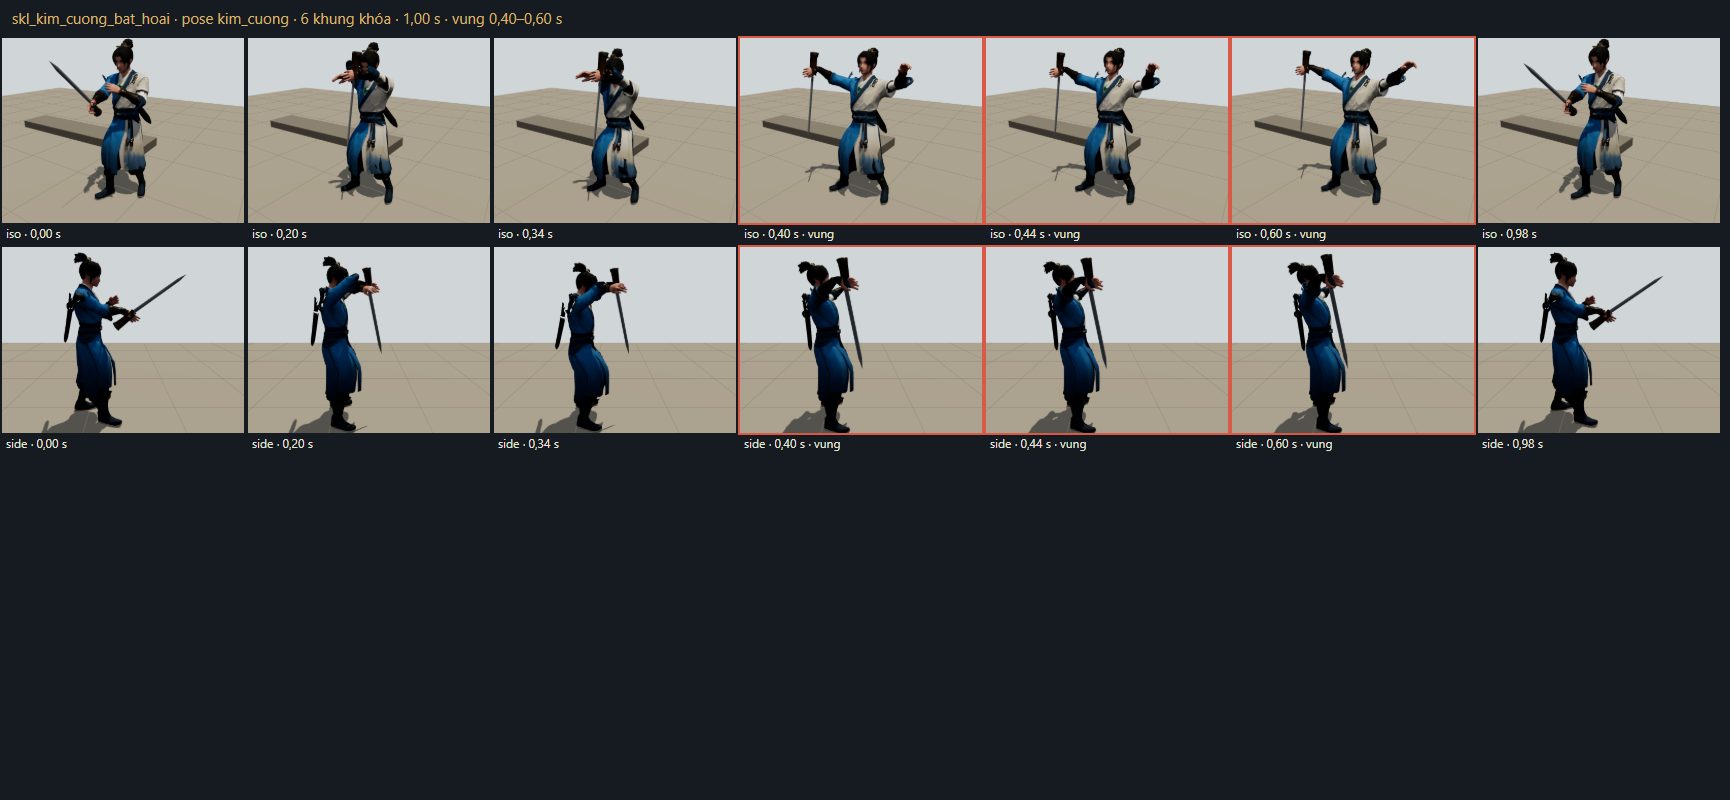 skl_kim_cuong_bat_hoai · pose kim_cuong · 6 khung khóa · 1,00 s · vung 0,40–0,60 s
iso · 0,00 s
iso · 0,20 s
iso · 0,34 s
iso · 0,40 s · vung
iso · 0,44 s · vung
iso · 0,60 s · vung
iso · 0,98 s
side · 0,00 s
side · 0,20 s
side · 0,34 s
side · 0,40 s · vung
side · 0,44 s · vung
side · 0,60 s · vung
side · 0,98 s